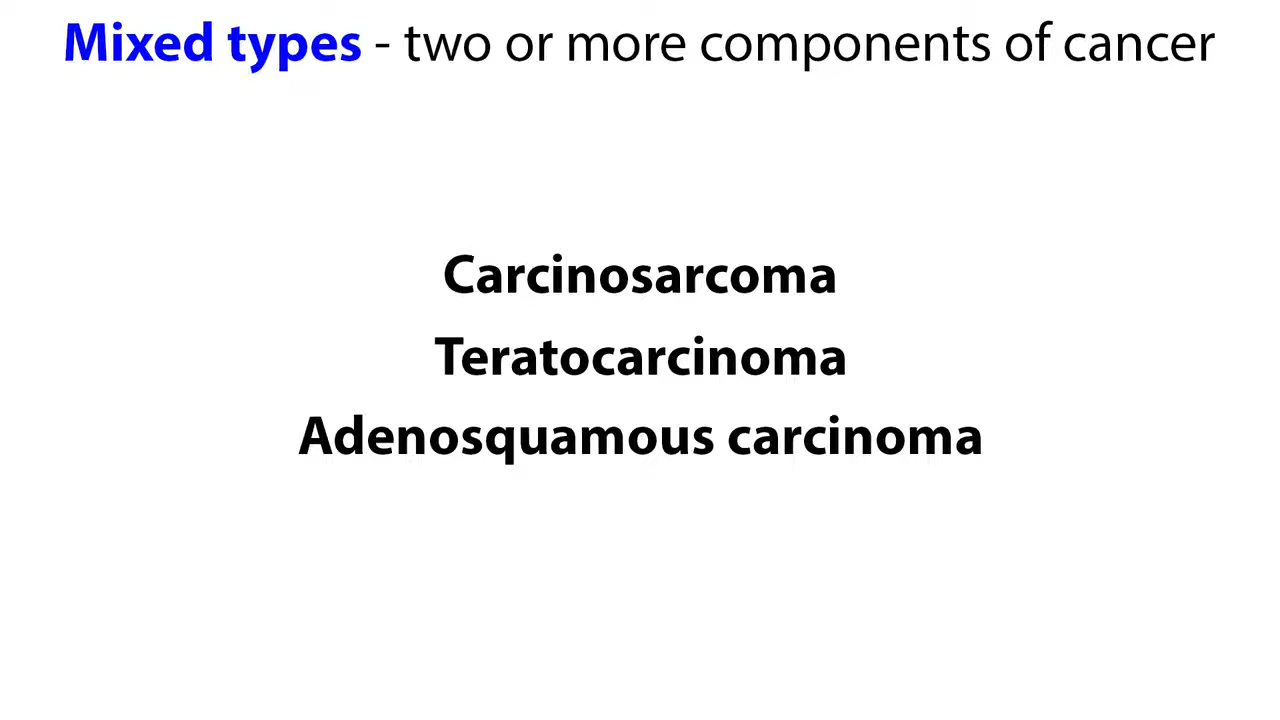 Mixed types - two or more components of cancer
Carcinosarcoma
Teratocarcinoma
Adenosquamous carcinoma